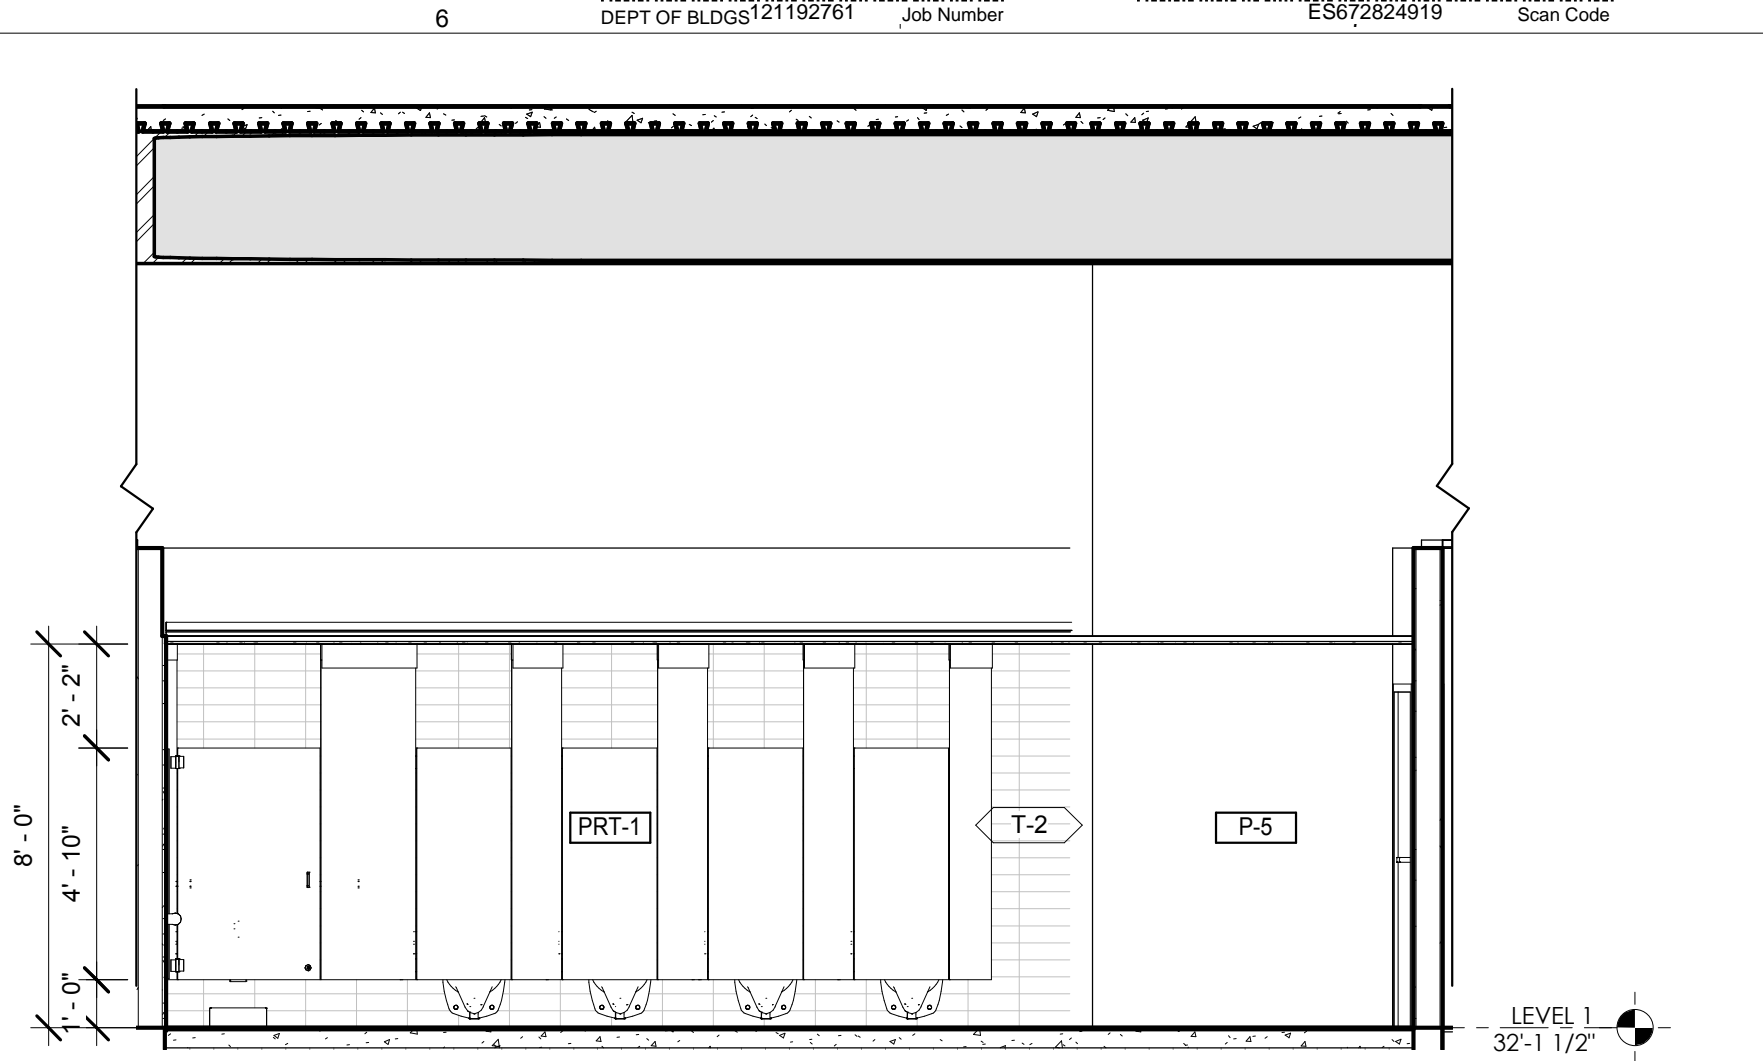 6 DEPT OF BLDGS 121192761 Job Number ES672824919 Scan Code
2' - 2"
8' - 0"
4' - 10"
1' - 0"
PRT-1
T-2
P-5
LEVEL 1
32'-1 1/2"